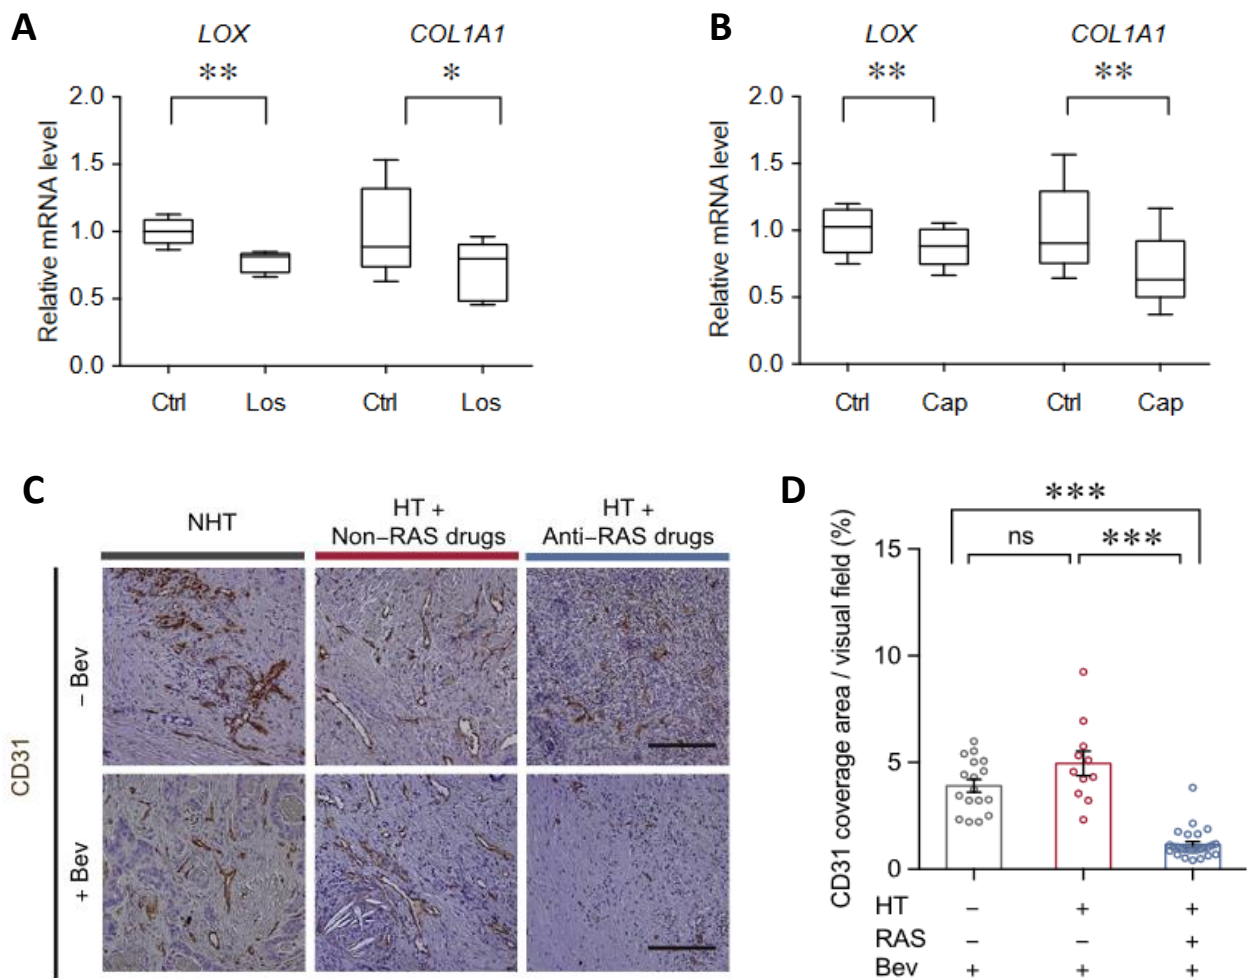 A
LOX
COL1A1
**
*
Relative mRNA level
2.0
1.5
1.0
0.5
0.0
Ctrl
Los
Ctrl
Los
B
LOX
COL1A1
**
**
Relative mRNA level
2.0
1.5
1.0
0.5
0.0
Ctrl
Cap
Ctrl
Cap
C
NHT
HT +
Non–RAS drugs
HT +
Anti–RAS drugs
CD31
– Bev
+ Bev
D
***
ns
***
CD31 coverage area / visual field (%)
15
10
5
0
HT – + +
RAS – – +
Bev + + +